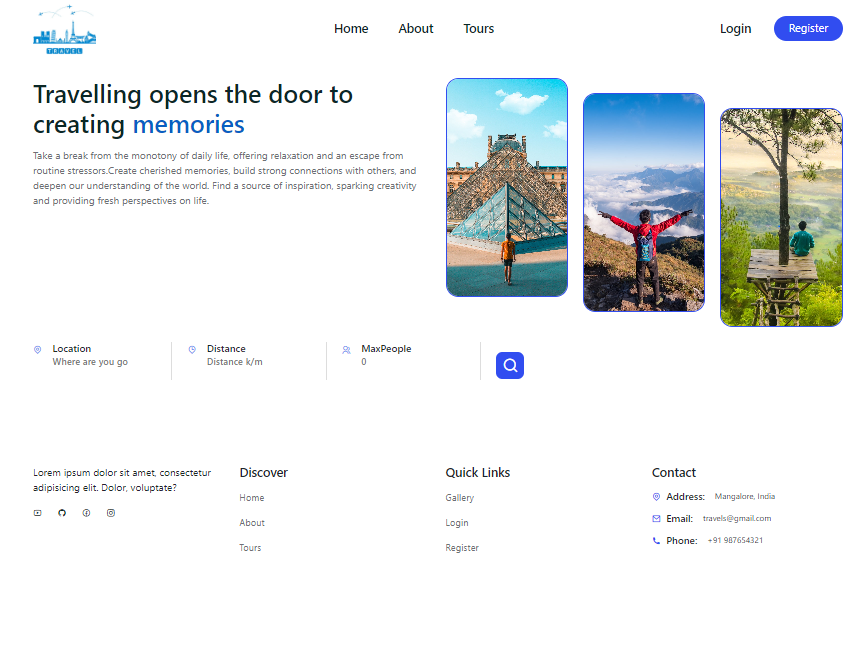 TRAVEL
Home About Tours Login Register
Travelling opens the door to
creating memories
Take a break from the monotony of daily life, offering relaxation and an escape from
routine stressors.Create cherished memories, build strong connections with others, and
deepen our understanding of the world. Find a source of inspiration, sparking creativity
and providing fresh perspectives on life.
Location
Where are you go
Distance
Distance k/m
MaxPeople
0
Lorem ipsum dolor sit amet, consectetur
adipisicing elit. Dolor, voluptate?
Discover
Home
About
Tours
Quick Links
Gallery
Login
Register
Contact
Address: Mangalore, India
Email: travels@gmail.com
Phone: +91 987654321